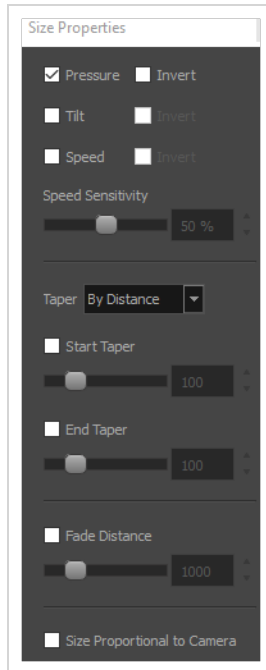 Size Properties
Pressure Invert
Tilt Invert
Speed Invert
Speed Sensitivity
50 %
Taper By Distance
Start Taper
100
End Taper
100
Fade Distance
1000
Size Proportional to Camera